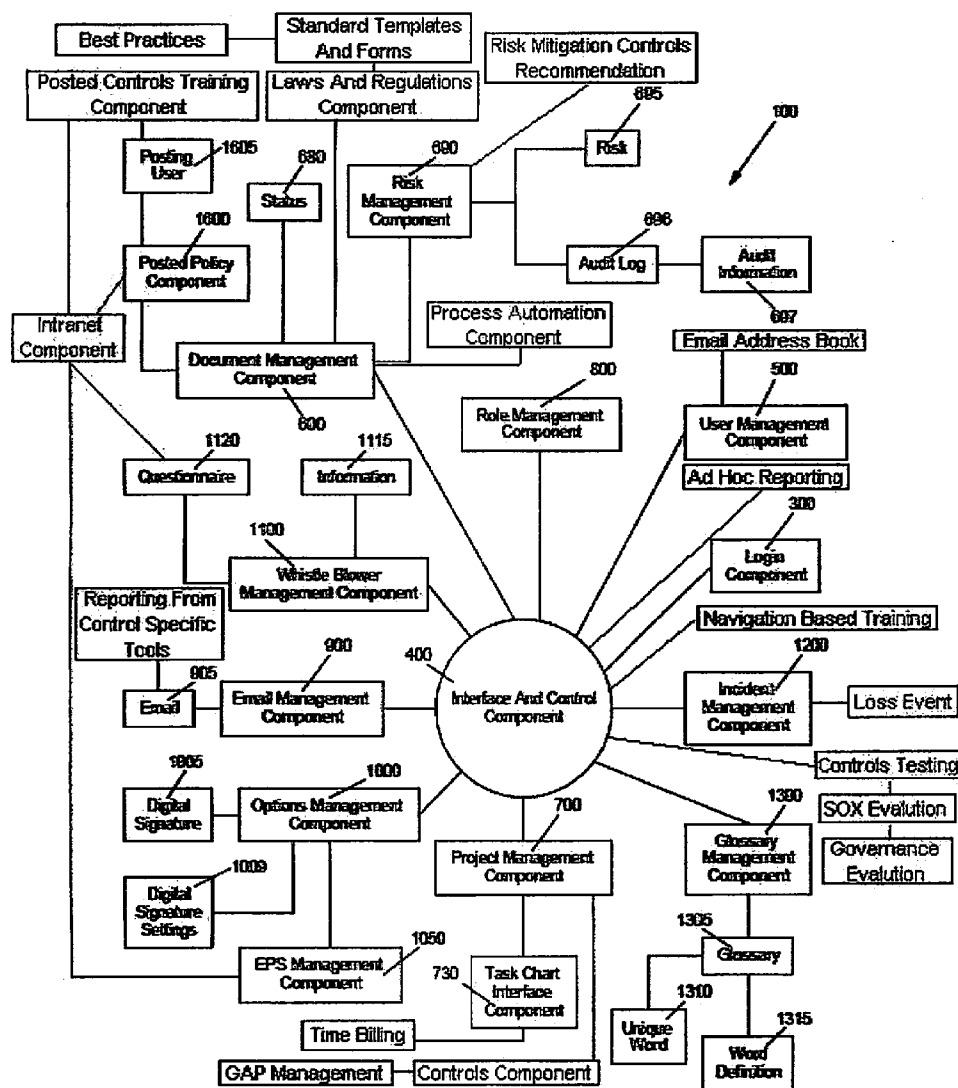 Best Practices
Standard Templates
And Forms
Risk Mitigation Controls
Recommendation
Posted Controls Training
Component
Laws And Regulations
Component
695
100
1605
Posting
User
680
Status
690
Risk
Management
Component
Risk
1600
Posted Policy
Component
696
Audit Log
Audit
Information
697
Intranet
Component
Process Automation
Component
Email Address Book
Document Management
Component
600
800
Role Management
Component
500
User Management
Component
1120
Questionnaire
1115
Information
Ad Hoc Reporting
300
Login
Component
1100
Whistle Blower
Management Component
Reporting From
Control Specific
Tools
Navigation Based Training
905
Email
900
Email Management
Component
400
Interface And Control
Component
1200
Incident
Management
Component
Loss Event
Controls Testing
1005
Digital
Signature
1000
Options Management
Component
700
Project Management
Component
1300
Glossary
Management
Component
SOX Evalution
Governance
Evalution
1009
Digital
Signature
Settings
1050
EPS Management
Component
730
Task Chart
Interface
Component
1305
Glossary
Time Billing
1310
Unique
Word
1315
Word
Definition
GAP Management
Controls Component